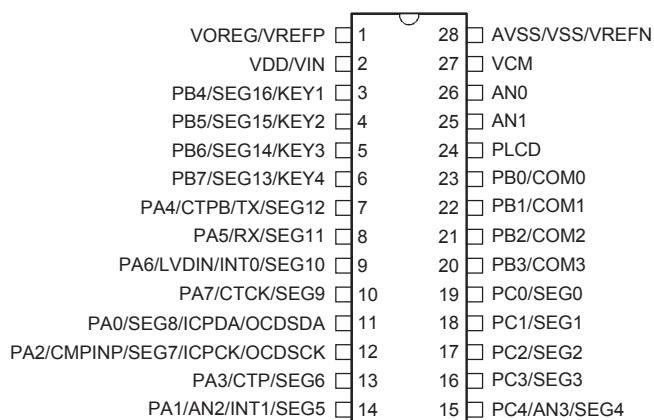 VOREG/VREFP 1 28 AVSS/VSS/VREFN
VDD/VIN 2 27 VCM
PB4/SEG16/KEY1 3 26 AN0
PB5/SEG15/KEY2 4 25 AN1
PB6/SEG14/KEY3 5 24 PLCD
PB7/SEG13/KEY4 6 23 PB0/COM0
PA4/CTPB/TX/SEG12 7 22 PB1/COM1
PA5/RX/SEG11 8 21 PB2/COM2
PA6/LVDIN/INT0/SEG10 9 20 PB3/COM3
PA7/CTCK/SEG9 10 19 PC0/SEG0
PA0/SEG8/ICPDA/OCDSDA 11 18 PC1/SEG1
PA2/CMPINP/SEG7/ICPCK/OCDSCK 12 17 PC2/SEG2
PA3/CTP/SEG6 13 16 PC3/SEG3
PA1/AN2/INT1/SEG5 14 15 PC4/AN3/SEG4